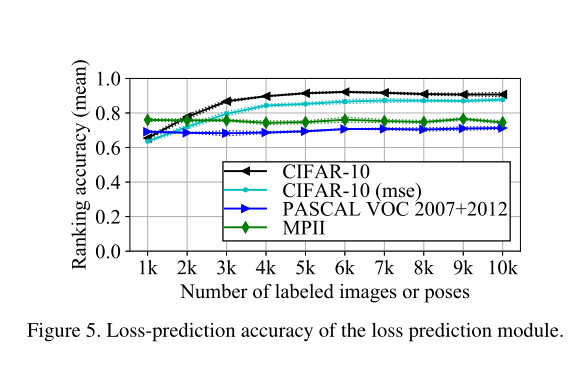 Ranking accuracy (mean)
1.0
0.8
0.6
0.4
0.2
0.0
CIFAR-10
CIFAR-10 (mse)
PASCAL VOC 2007+2012
MPII
1k 2k 3k 4k 5k 6k 7k 8k 9k 10k
Number of labeled images or poses
Figure 5. Loss-prediction accuracy of the loss prediction module.